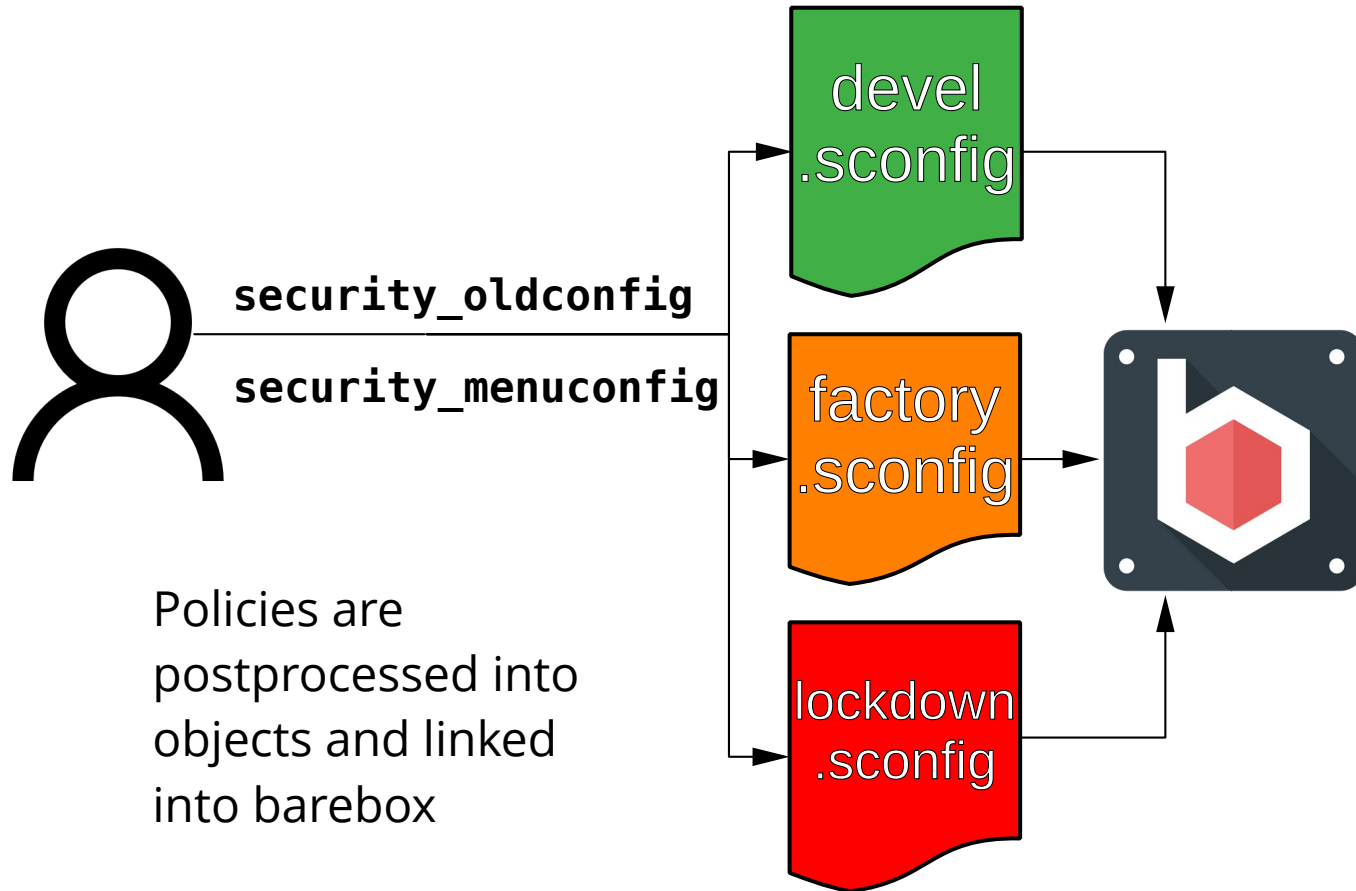 devel
.sconfig
security_oldconfig
security_menuconfig
factory
.sconfig
lockdown
.sconfig
Policies are
postprocessed into
objects and linked
into barebox